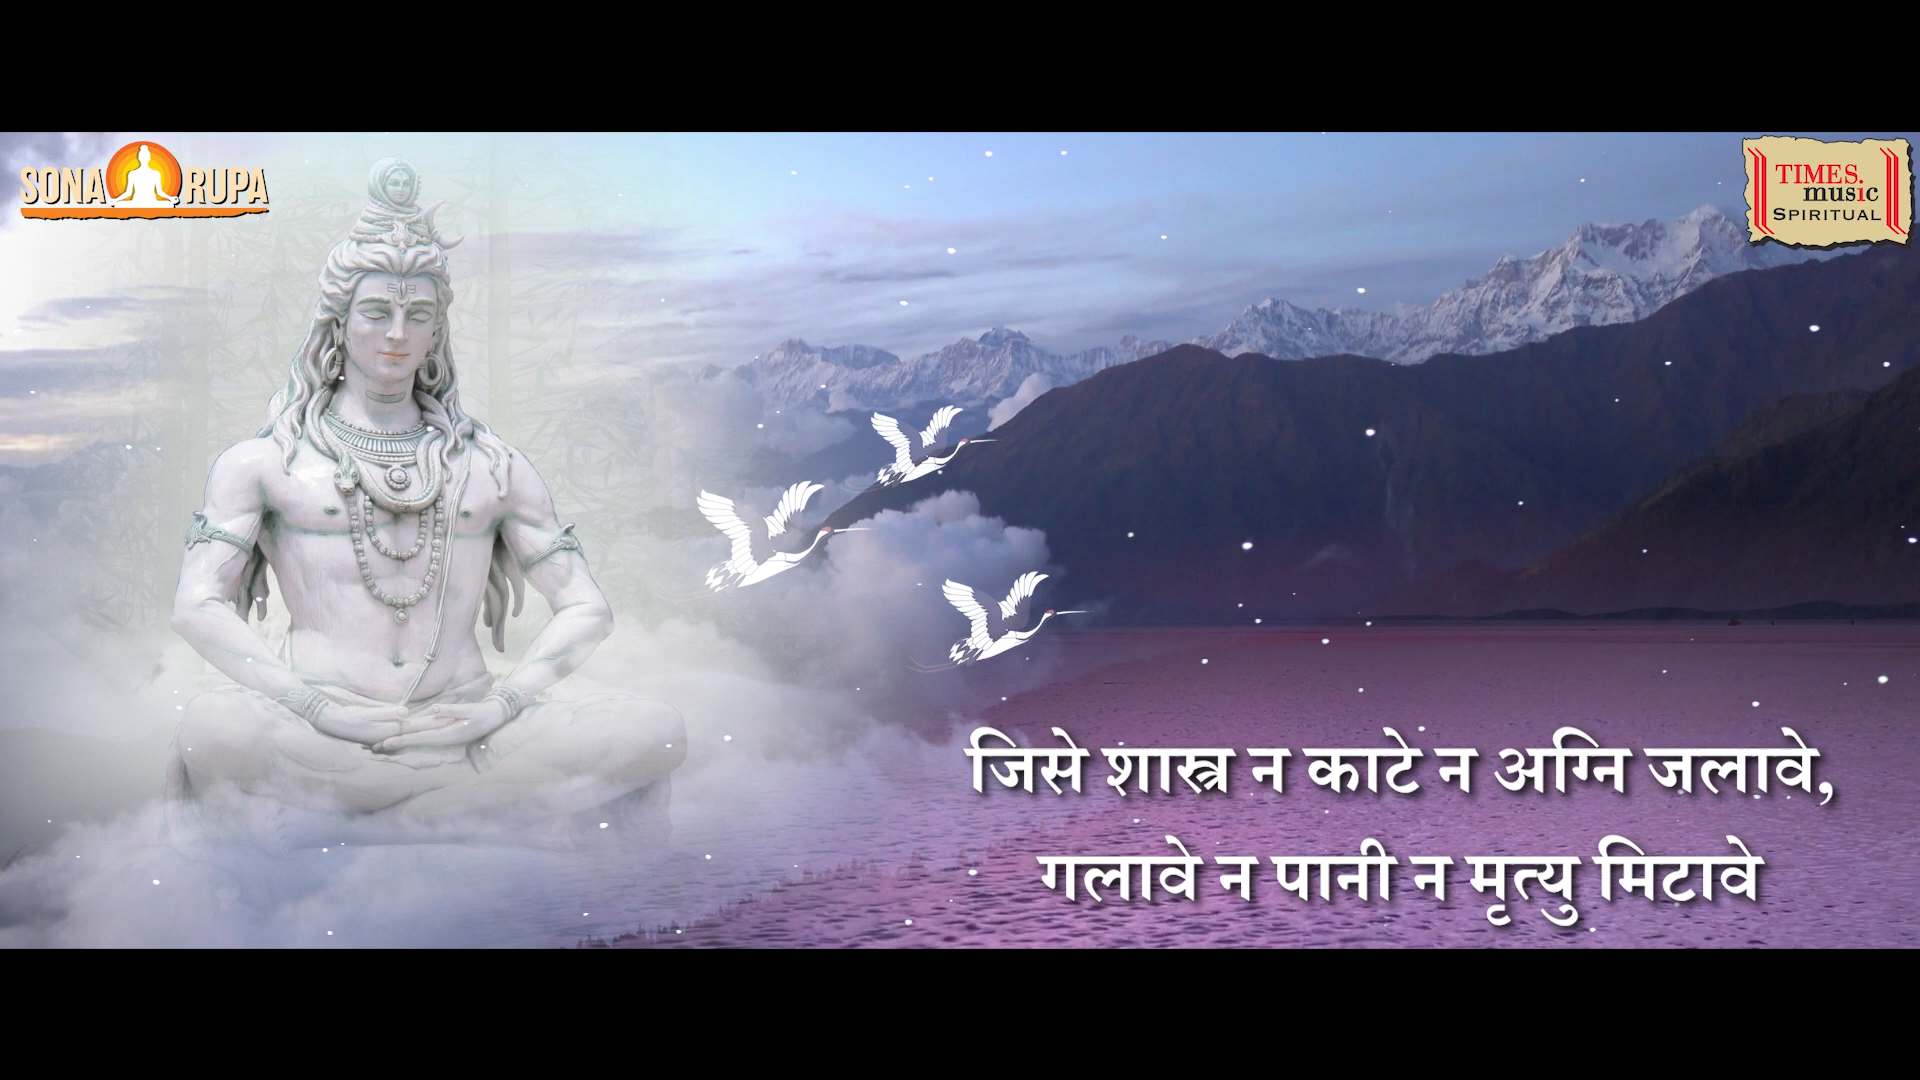 SONA RUPA
TIMES.
music
SPIRITUAL
जिसे शास्त्र न काटे न अग्नि जलावे,
गलावे न पानी न मृत्यु मिटावे